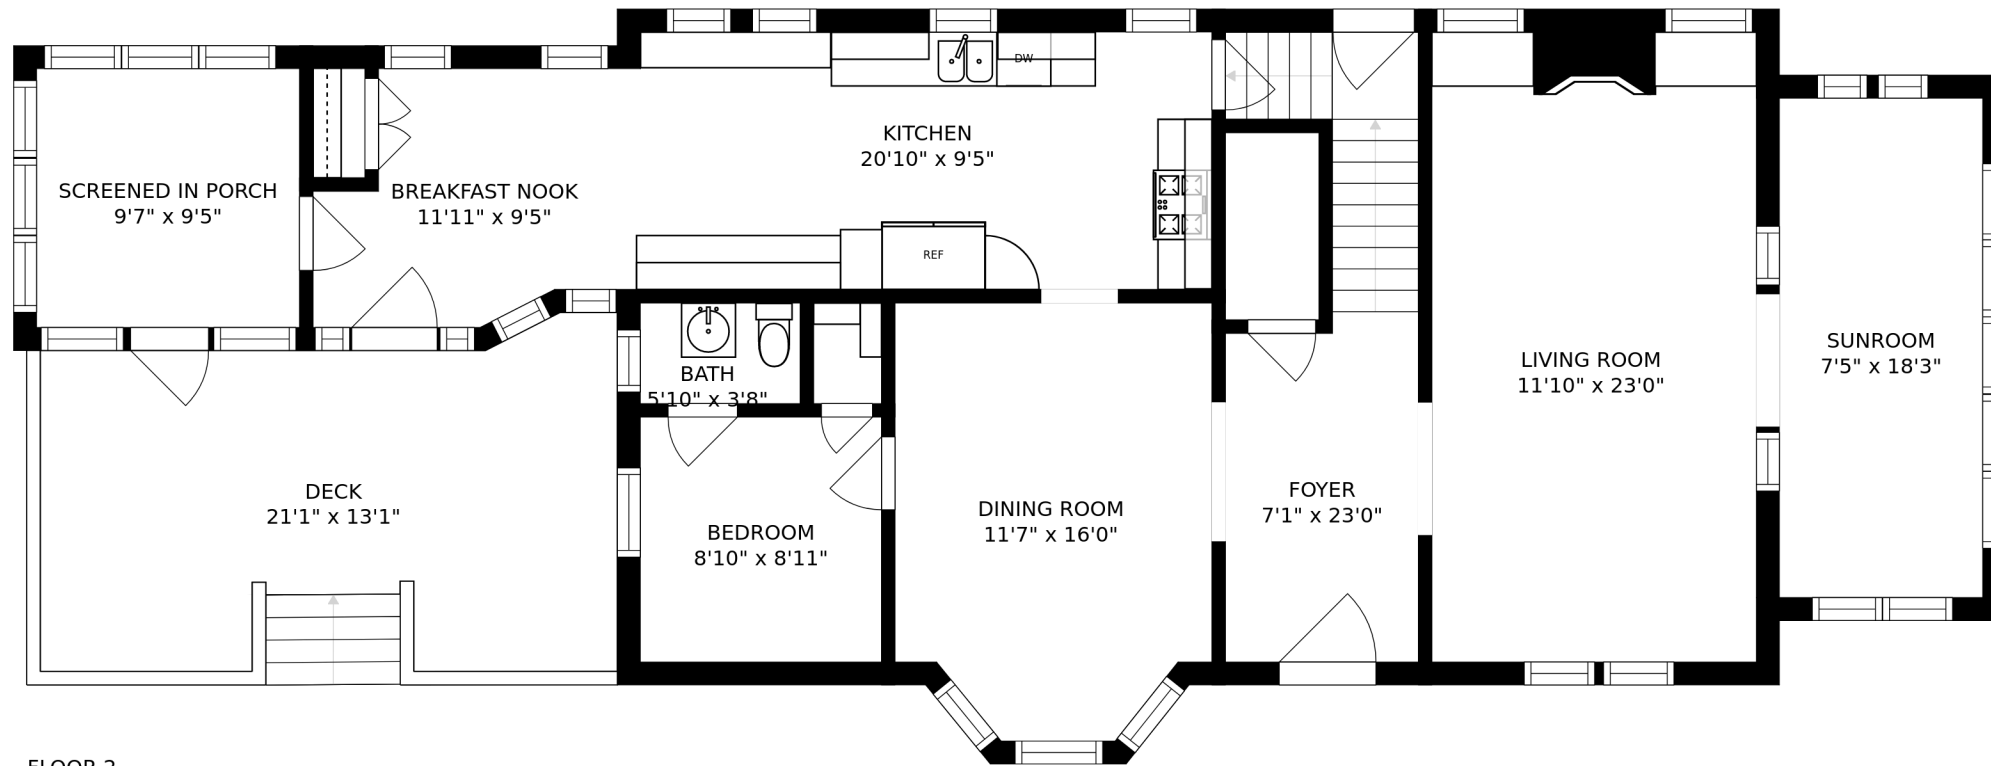 DW
KITCHEN
20'10" x 9'5"
SCREENED IN PORCH
9'7" x 9'5"
BREAKFAST NOOK
11'11" x 9'5"
REF
SUNROOM
7'5" x 18'3"
LIVING ROOM
11'10" x 23'0"
BATH
5'10" x 3'8"
DECK
21'1" x 13'1"
FOYER
7'1" x 23'0"
DINING ROOM
11'7" x 16'0"
BEDROOM
8'10" x 8'11"
FLOOR 2